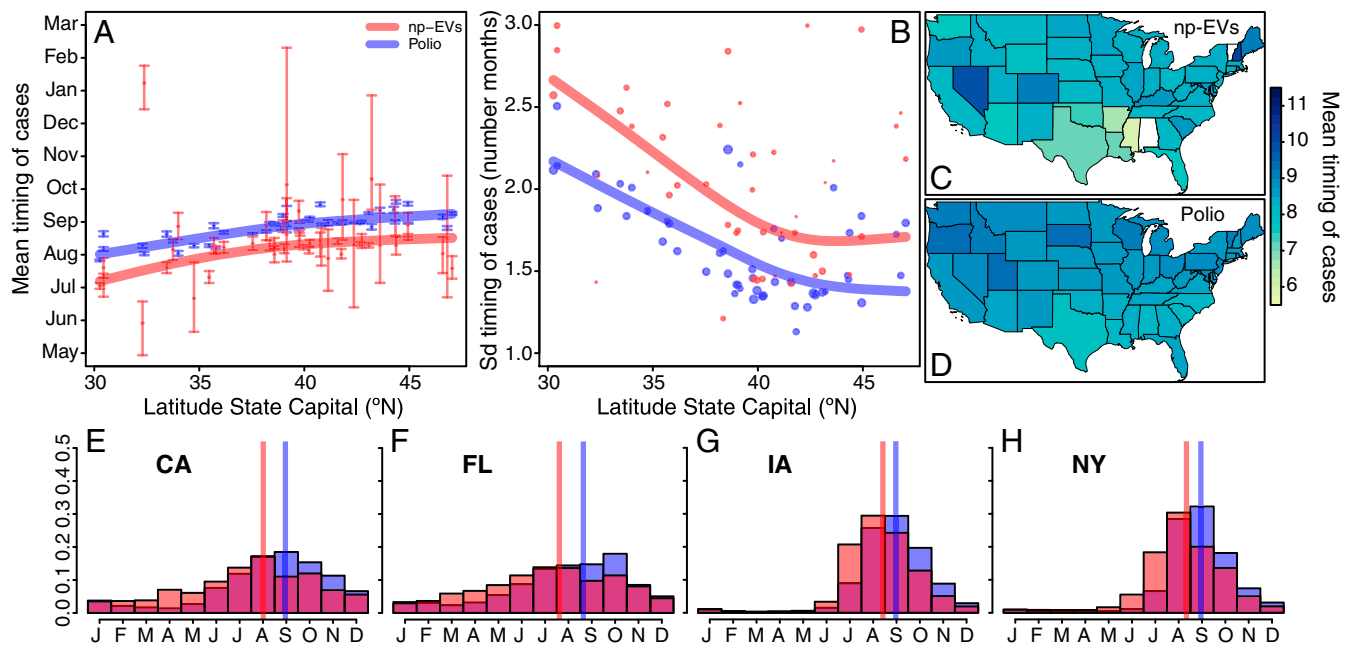 A
np−EVs
Polio
Mar
Feb
Jan
Dec
Nov
Oct
Sep
Aug
Jul
Jun
May
Mean timing of cases
30 35 40 45
Latitude State Capital (ºN)
B
3.0
2.5
2.0
1.5
1.0
Sd timing of cases (number months)
30 35 40 45
Latitude State Capital (ºN)
np-EVs
C
Polio
D
11
10
9
8
7
6
Mean timing of cases
E
CA
0.0 0.1 0.2 0.3 0.4 0.5
J F M A M J J A S O N D
F
FL
J F M A M J J A S O N D
G
IA
J F M A M J J A S O N D
H
NY
J F M A M J J A S O N D